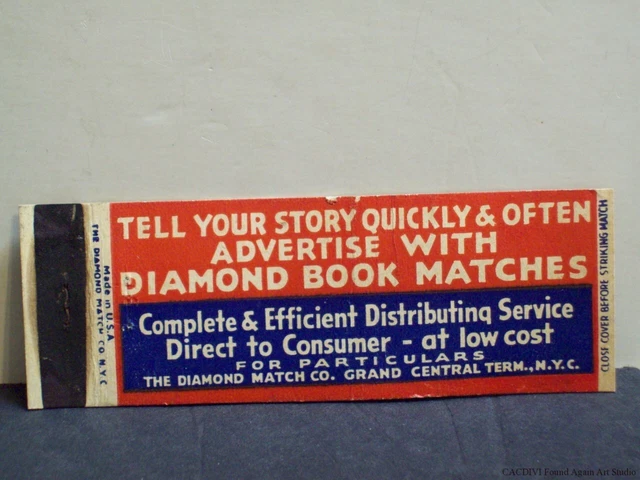 TELL YOUR STORY QUICKLY & OFTEN
ADVERTISE WITH
DIAMOND BOOK MATCHES
Complete & Efficient Distributing Service
Direct to Consumer - at low cost
FOR PARTICULARS
THE DIAMOND MATCH CO. GRAND CENTRAL TERM., N.Y.C.
Made in U.S.A.
THE DIAMOND MATCH CO. N.Y.C.
CLOSE COVER BEFORE STRIKING MATCH
CACDIVI Found Again Art Studio